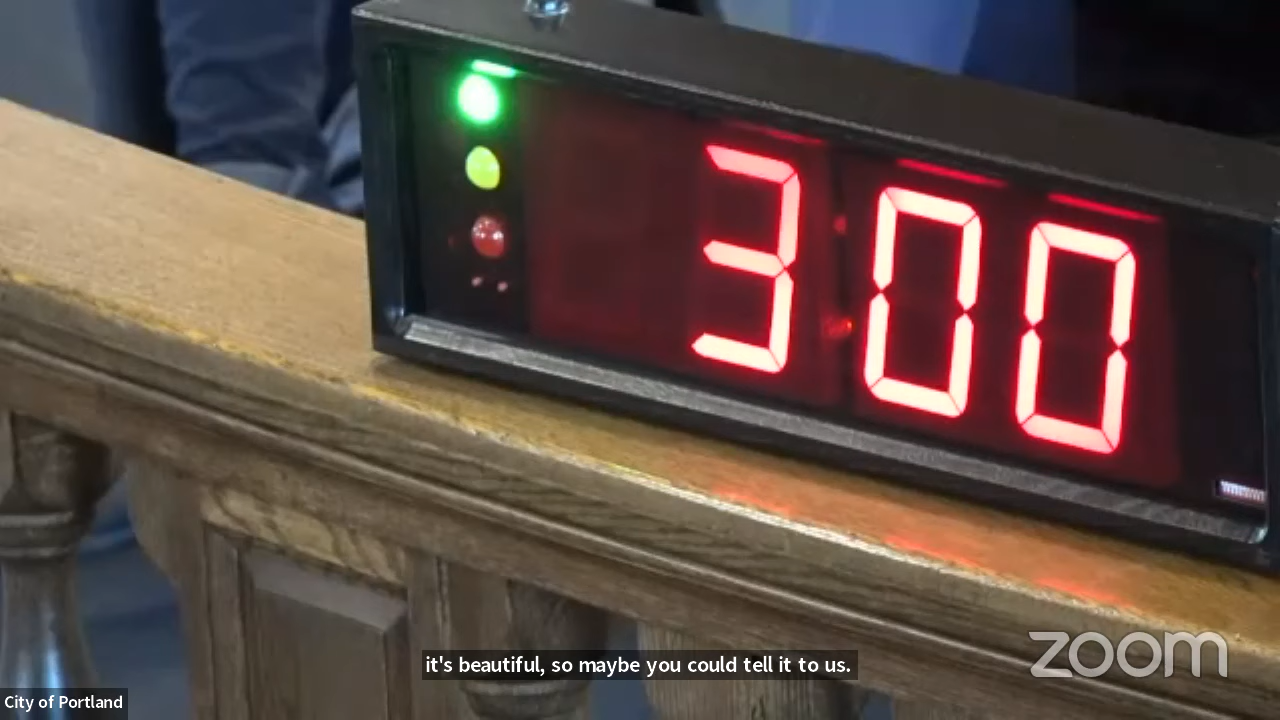 300
it's beautiful, so maybe you could tell it to us.
zoom
City of Portland